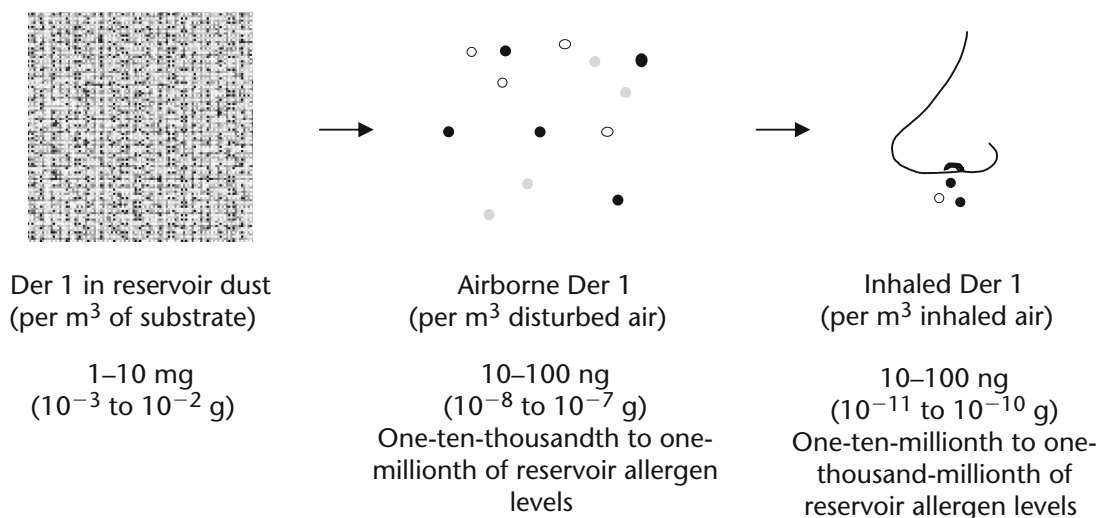 Der 1 in reservoir dust
(per m³ of substrate)
1–10 mg
(10⁻³ to 10⁻² g)
Airborne Der 1
(per m³ disturbed air)
10–100 ng
(10⁻⁸ to 10⁻⁷ g)
One-ten-thousandth to one-
millionth of reservoir allergen
levels
Inhaled Der 1
(per m³ inhaled air)
10–100 ng
(10⁻¹¹ to 10⁻¹⁰ g)
One-ten-millionth to one-
thousand-millionth of
reservoir allergen levels